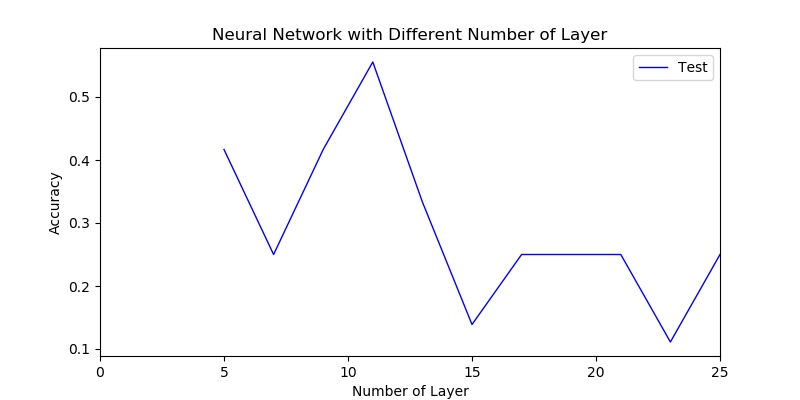 Neural Network with Different Number of Layer
Test
Accuracy
0.5
0.4
0.3
0.2
0.1
0 5 10 15 20 25
Number of Layer